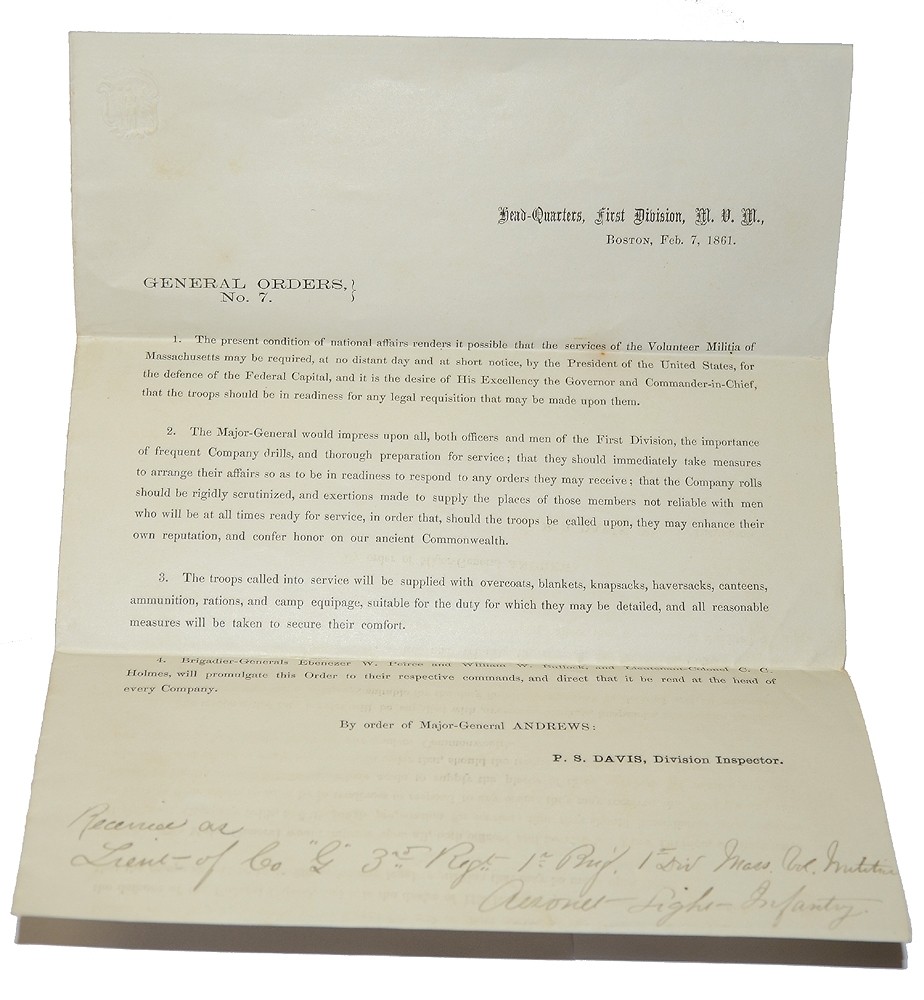 Head-Quarters, First Division, M. V. M.,
Boston, Feb. 7, 1861.
GENERAL ORDERS,}
No. 7.
1. The present condition of national affairs renders it possible that the services of the Volunteer Militia of
Massachusetts may be required, at no distant day and at short notice, by the President of the United States, for
the defence of the Federal Capital, and it is the desire of His Excellency the Governor and Commander-in-Chief,
that the troops should be in readiness for any legal requisition that may be made upon them.
2. The Major-General would impress upon all, both officers and men of the First Division, the importance
of frequent Company drills, and thorough preparation for service; that they should immediately take measures
to arrange their affairs so as to be in readiness to respond to any orders they may receive; that the Company rolls
should be rigidly scrutinized, and exertions made to supply the places of those members not reliable with men
who will be at all times ready for service, in order that, should the troops be called upon, they may enhance their
own reputation, and confer honor on our ancient Commonwealth.
3. The troops called into service will be supplied with overcoats, blankets, knapsacks, haversacks, canteens,
ammunition, rations, and camp equipage, suitable for the duty for which they may be detailed, and all reasonable
measures will be taken to secure their comfort.
4. Brigadier-Generals Ebenezer W. Peirce and William W. Bullock, and Lieutenant-Colonel C. C.
Holmes, will promulgate this Order to their respective commands, and direct that it be read at the head of
every Company.
By order of Major-General ANDREWS:
P. S. DAVIS, Division Inspector.
Received as
Lieut- of Co "G" 3rd Regt. 1st Brig. 1st Div Mass. Vol. Militia
Light Infantry